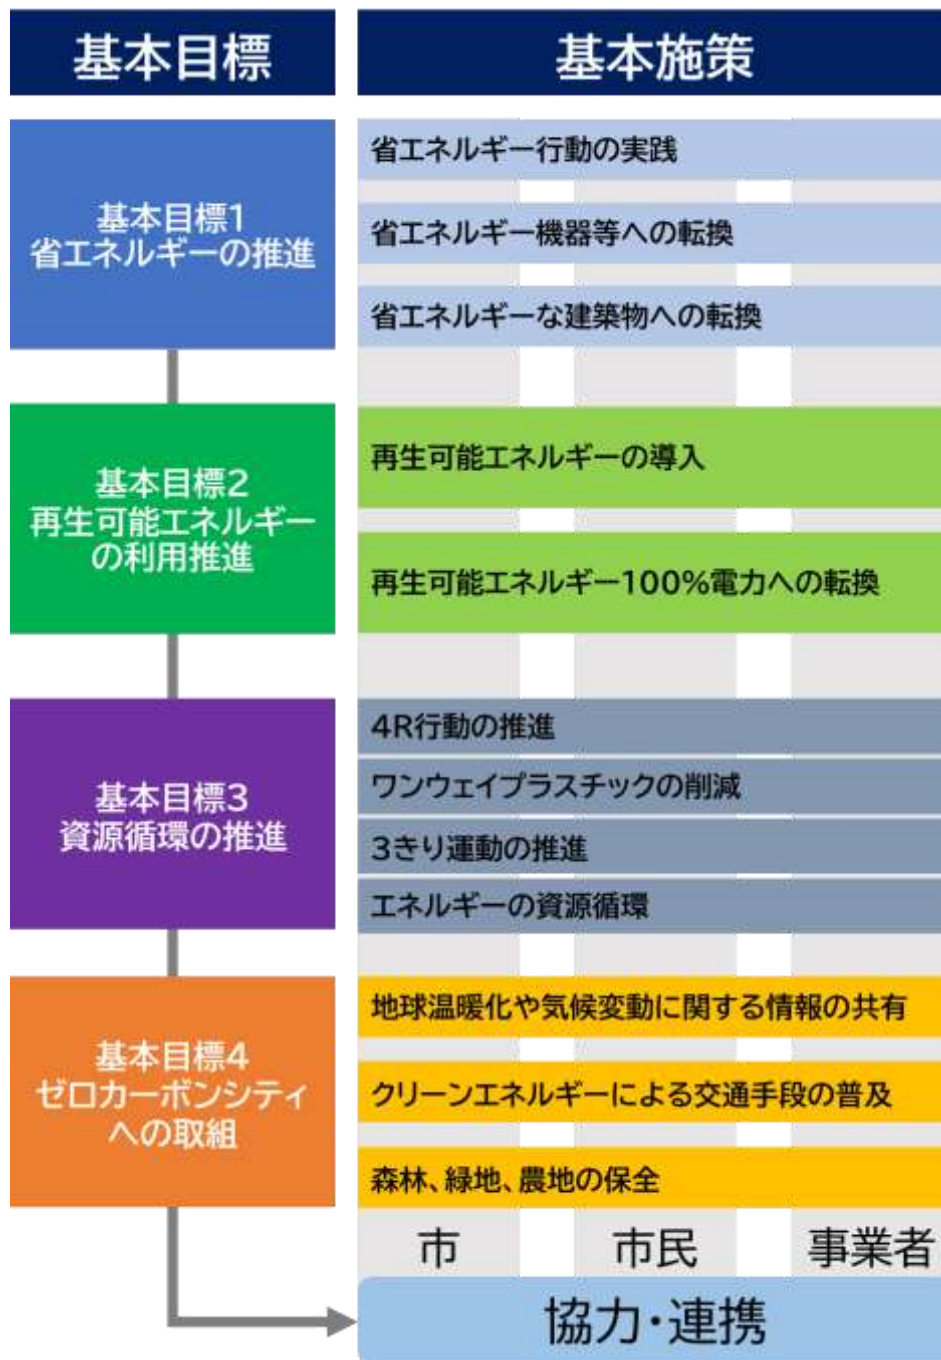 基本目標
基本施策
基本目標1
省エネルギーの推進
省エネルギー行動の実践
省エネルギー機器等への転換
省エネルギーな建築物への転換
基本目標2
再生可能エネルギー
の利用推進
再生可能エネルギーの導入
再生可能エネルギー100%電力への転換
基本目標3
資源循環の推進
4R行動の推進
ワンウェイプラスチックの削減
3きり運動の推進
エネルギーの資源循環
基本目標4
ゼロカーボンシティ
への取組
地球温暖化や気候変動に関する情報の共有
クリーンエネルギーによる交通手段の普及
森林、緑地、農地の保全
市
市民
事業者
協力・連携